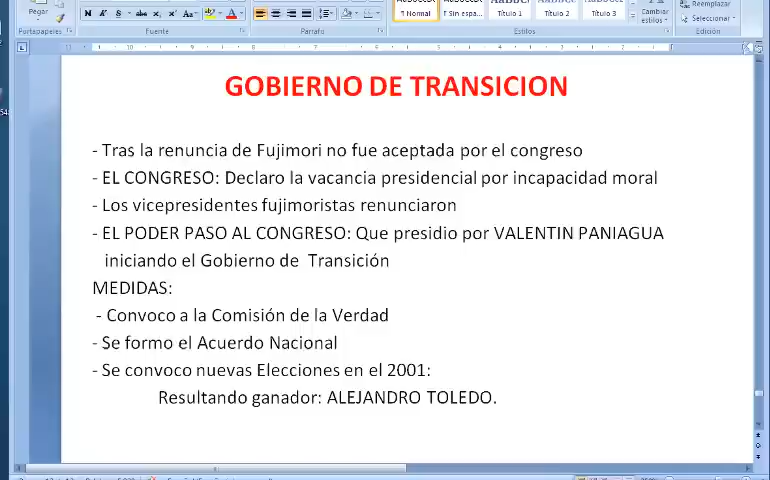 Pegar
Portapapeles
Fuente
Párrafo
¶ Normal
¶ Sin espa...
Título 1
Título 2
Título 3
Cambiar
estilos
Estilos
Reemplazar
Seleccionar
Edición
GOBIERNO DE TRANSICION
- Tras la renuncia de Fujimori no fue aceptada por el congreso
- EL CONGRESO: Declaro la vacancia presidencial por incapacidad moral
- Los vicepresidentes fujimoristas renunciaron
- EL PODER PASO AL CONGRESO: Que presidio por VALENTIN PANIAGUA
iniciando el Gobierno de Transición
MEDIDAS:
- Convoco a la Comisión de la Verdad
- Se formo el Acuerdo Nacional
- Se convoco nuevas Elecciones en el 2001:
Resultando ganador: ALEJANDRO TOLEDO.